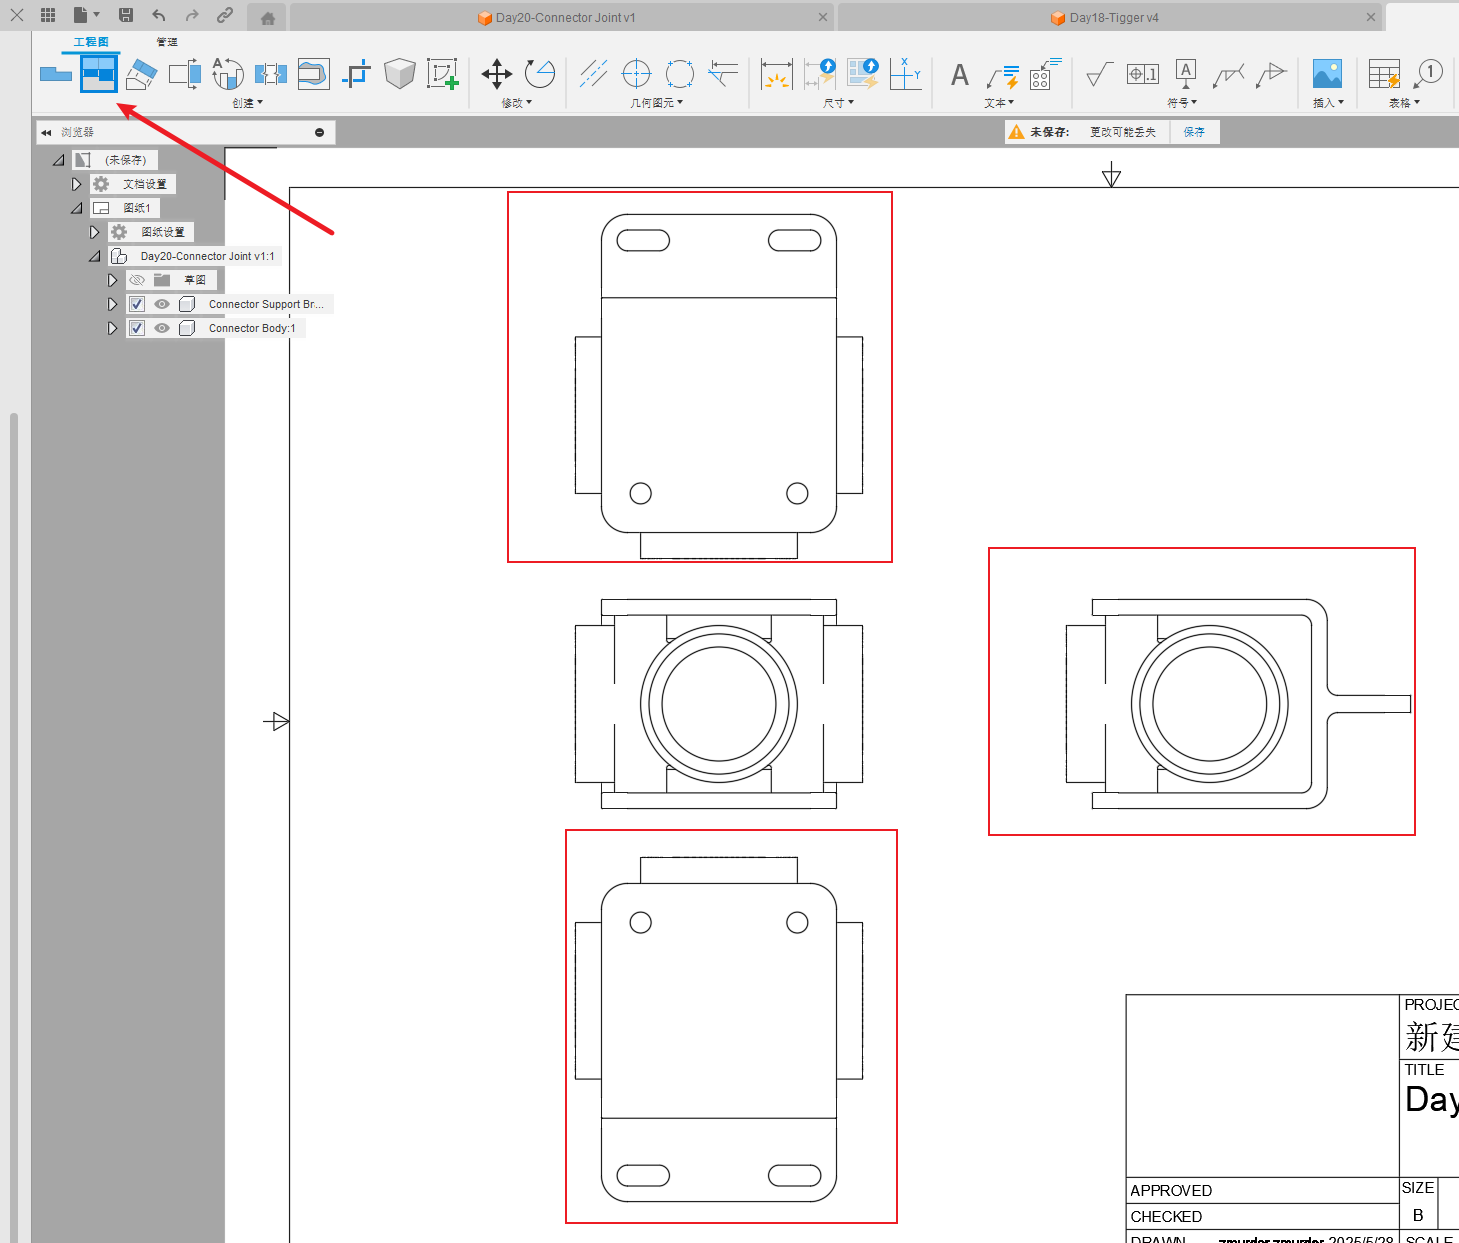 Day20-Connector Joint v1
Day18-Tigger v4
工程图
管理
A
X
Y
A
.1
A
1
创建
修改
几何图元
尺寸
文本
符号
插入
表格
浏览器
未保存:
更改可能丢失
保存
(未保存)
文档设置
图纸1
图纸设置
Day20-Connector Joint v1:1
草图
Connector Support Br...
Connector Body:1
PROJEC
新建
TITLE
Day
APPROVED
SIZE
CHECKED
B
DRAWN
zmurder zmurder 2025/5/28
SCALE